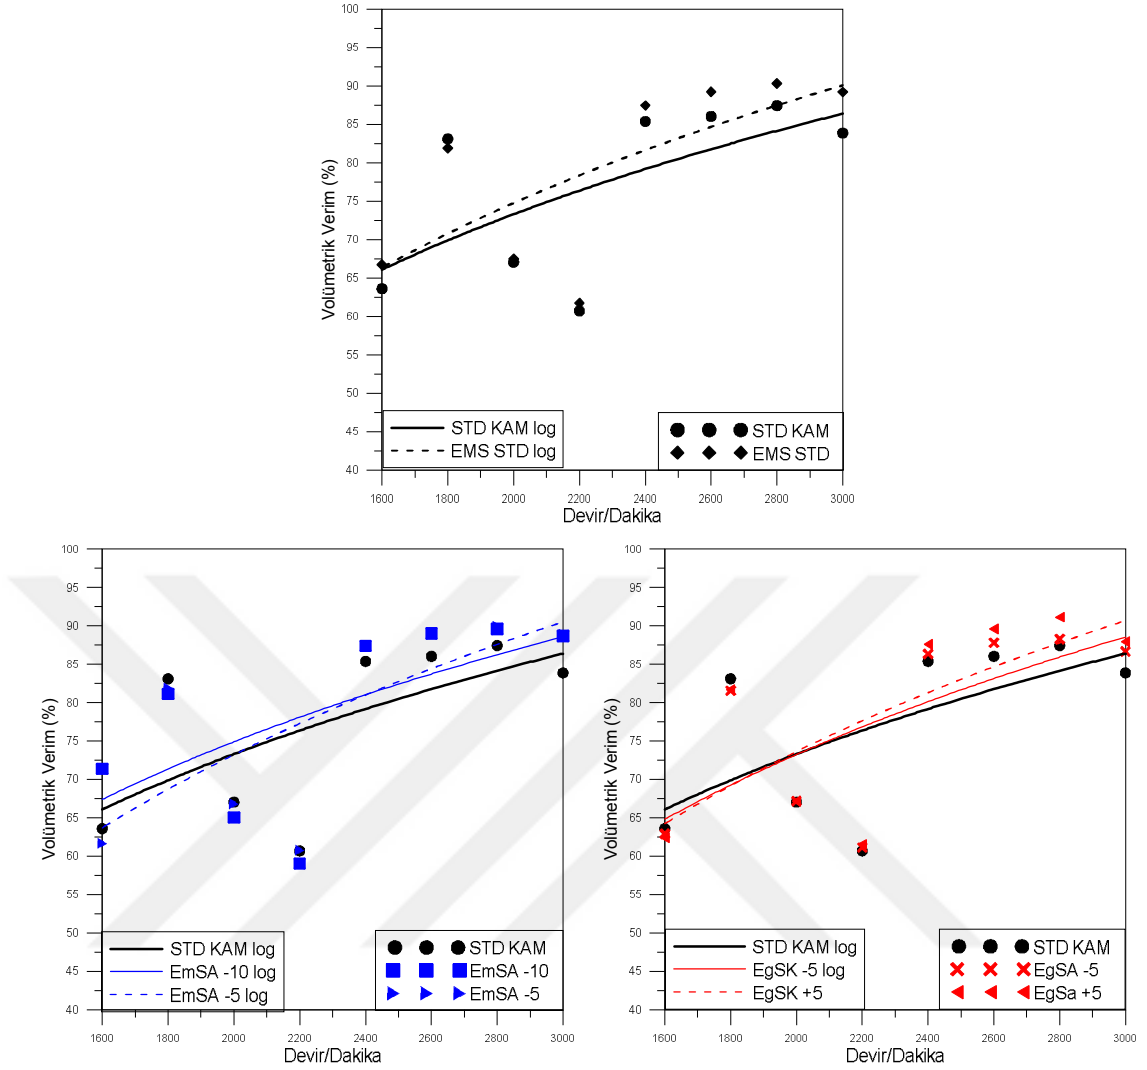 100
95
90
85
80
75
70
65
60
55
50
45
40
Volümetrik Verim (%)
STD KAM log
EMS STD log
STD KAM
EMS STD
1600 1800 2000 2200 2400 2600 2800 3000
Devir/Dakika
100
95
90
85
80
75
70
65
60
55
50
45
40
Volümetrik Verim (%)
STD KAM log
EmSA -10 log
EmSA -5 log
STD KAM
EmSA -10
EmSA -5
1600 1800 2000 2200 2400 2600 2800 3000
Devir/Dakika
100
95
90
85
80
75
70
65
60
55
50
45
40
Volümetrik Verim (%)
STD KAM log
EgSK -5 log
EgSK +5
STD KAM
EgSA -5
EgSa +5
1600 1800 2000 2200 2400 2600 2800 3000
Devir/Dakika